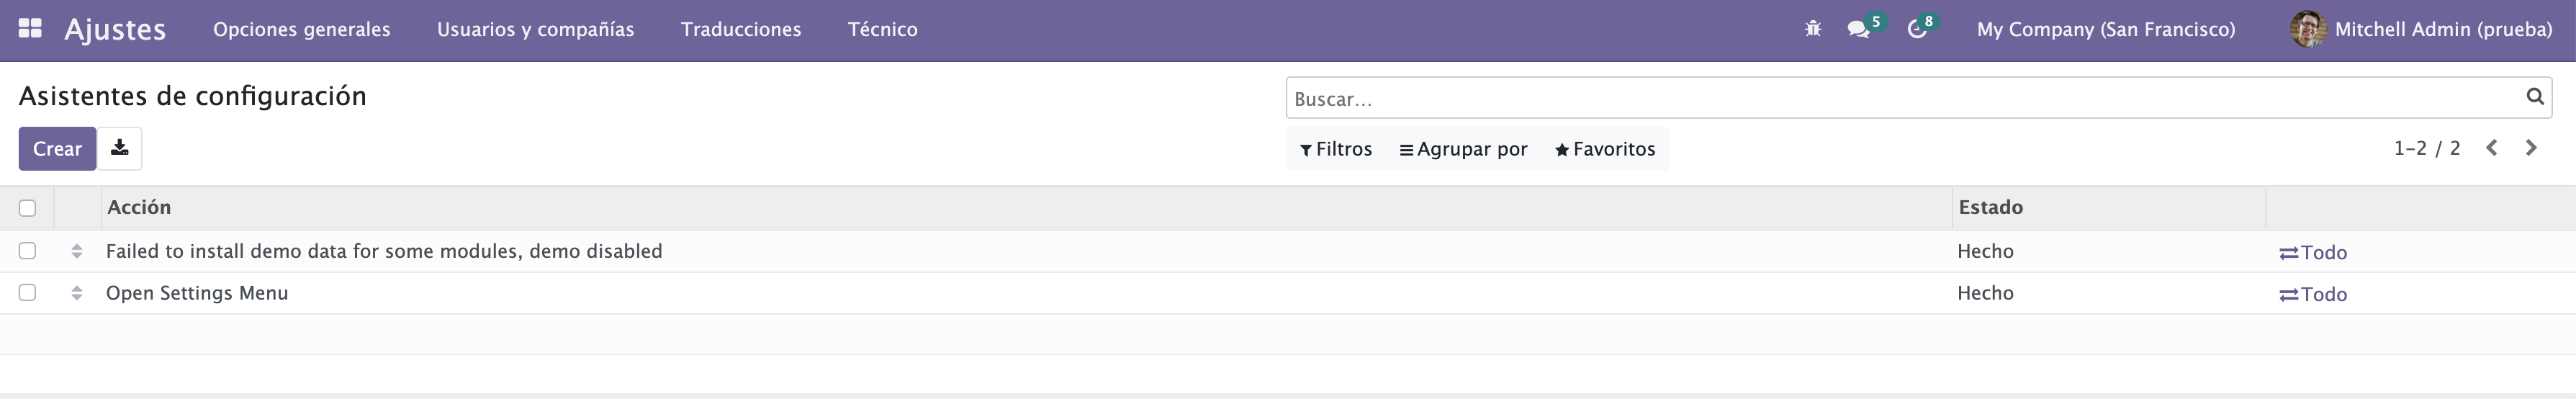 Ajustes Opciones generales Usuarios y compañías Traducciones Técnico 5 8 My Company (San Francisco) Mitchell Admin (prueba)
Asistentes de configuración
Buscar...
Crear Filtros Agrupar por Favoritos 1-2 / 2
Acción Estado
Failed to install demo data for some modules, demo disabled Hecho Todo
Open Settings Menu Hecho Todo